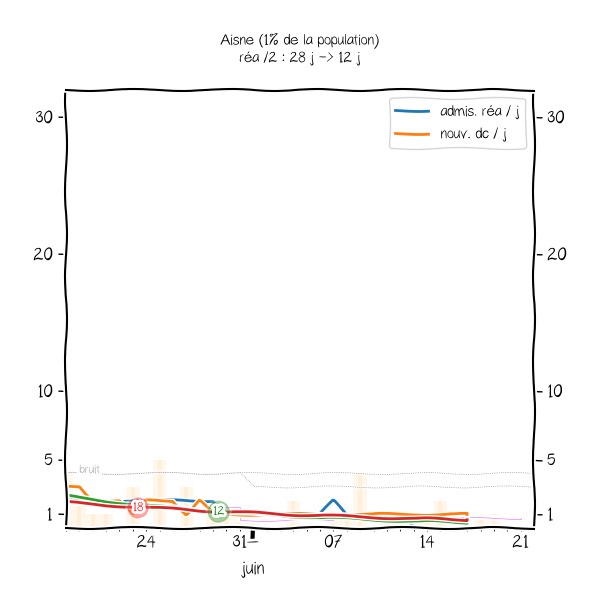 Aisne (1% de la population)
réa /2 : 28 j -> 12 j
admis. réa / j
nouv. dc / j
30 30
20 20
10 10
5 5
bruit
18 12
1 1
24 31 07 14 21
juin